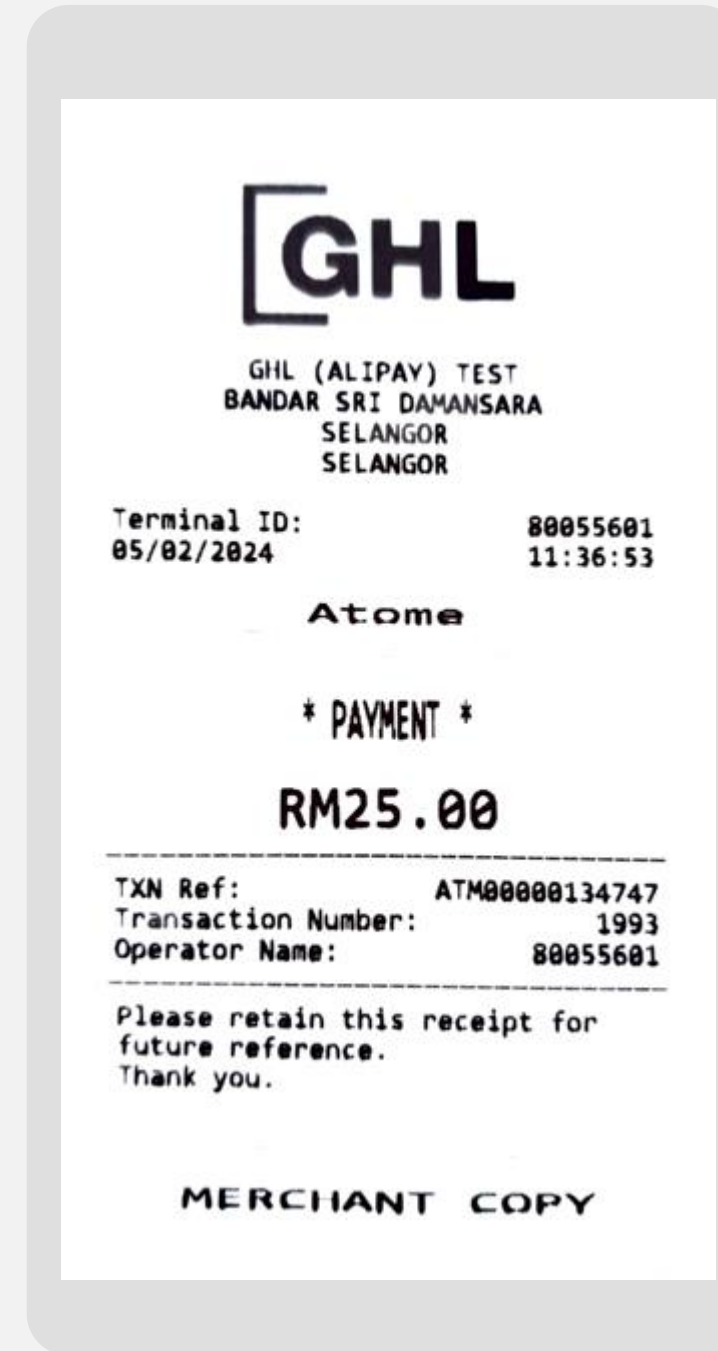 GHL
GHL (ALIPAY) TEST
BANDAR SRI DAMANSARA
SELANGOR
SELANGOR
Terminal ID: 80055601
05/02/2024 11:36:53
Atome
* PAYMENT *
RM25.00
TXN Ref: ATM00000134747
Transaction Number: 1993
Operator Name: 80055601
Please retain this receipt for
future reference.
Thank you.
MERCHANT COPY